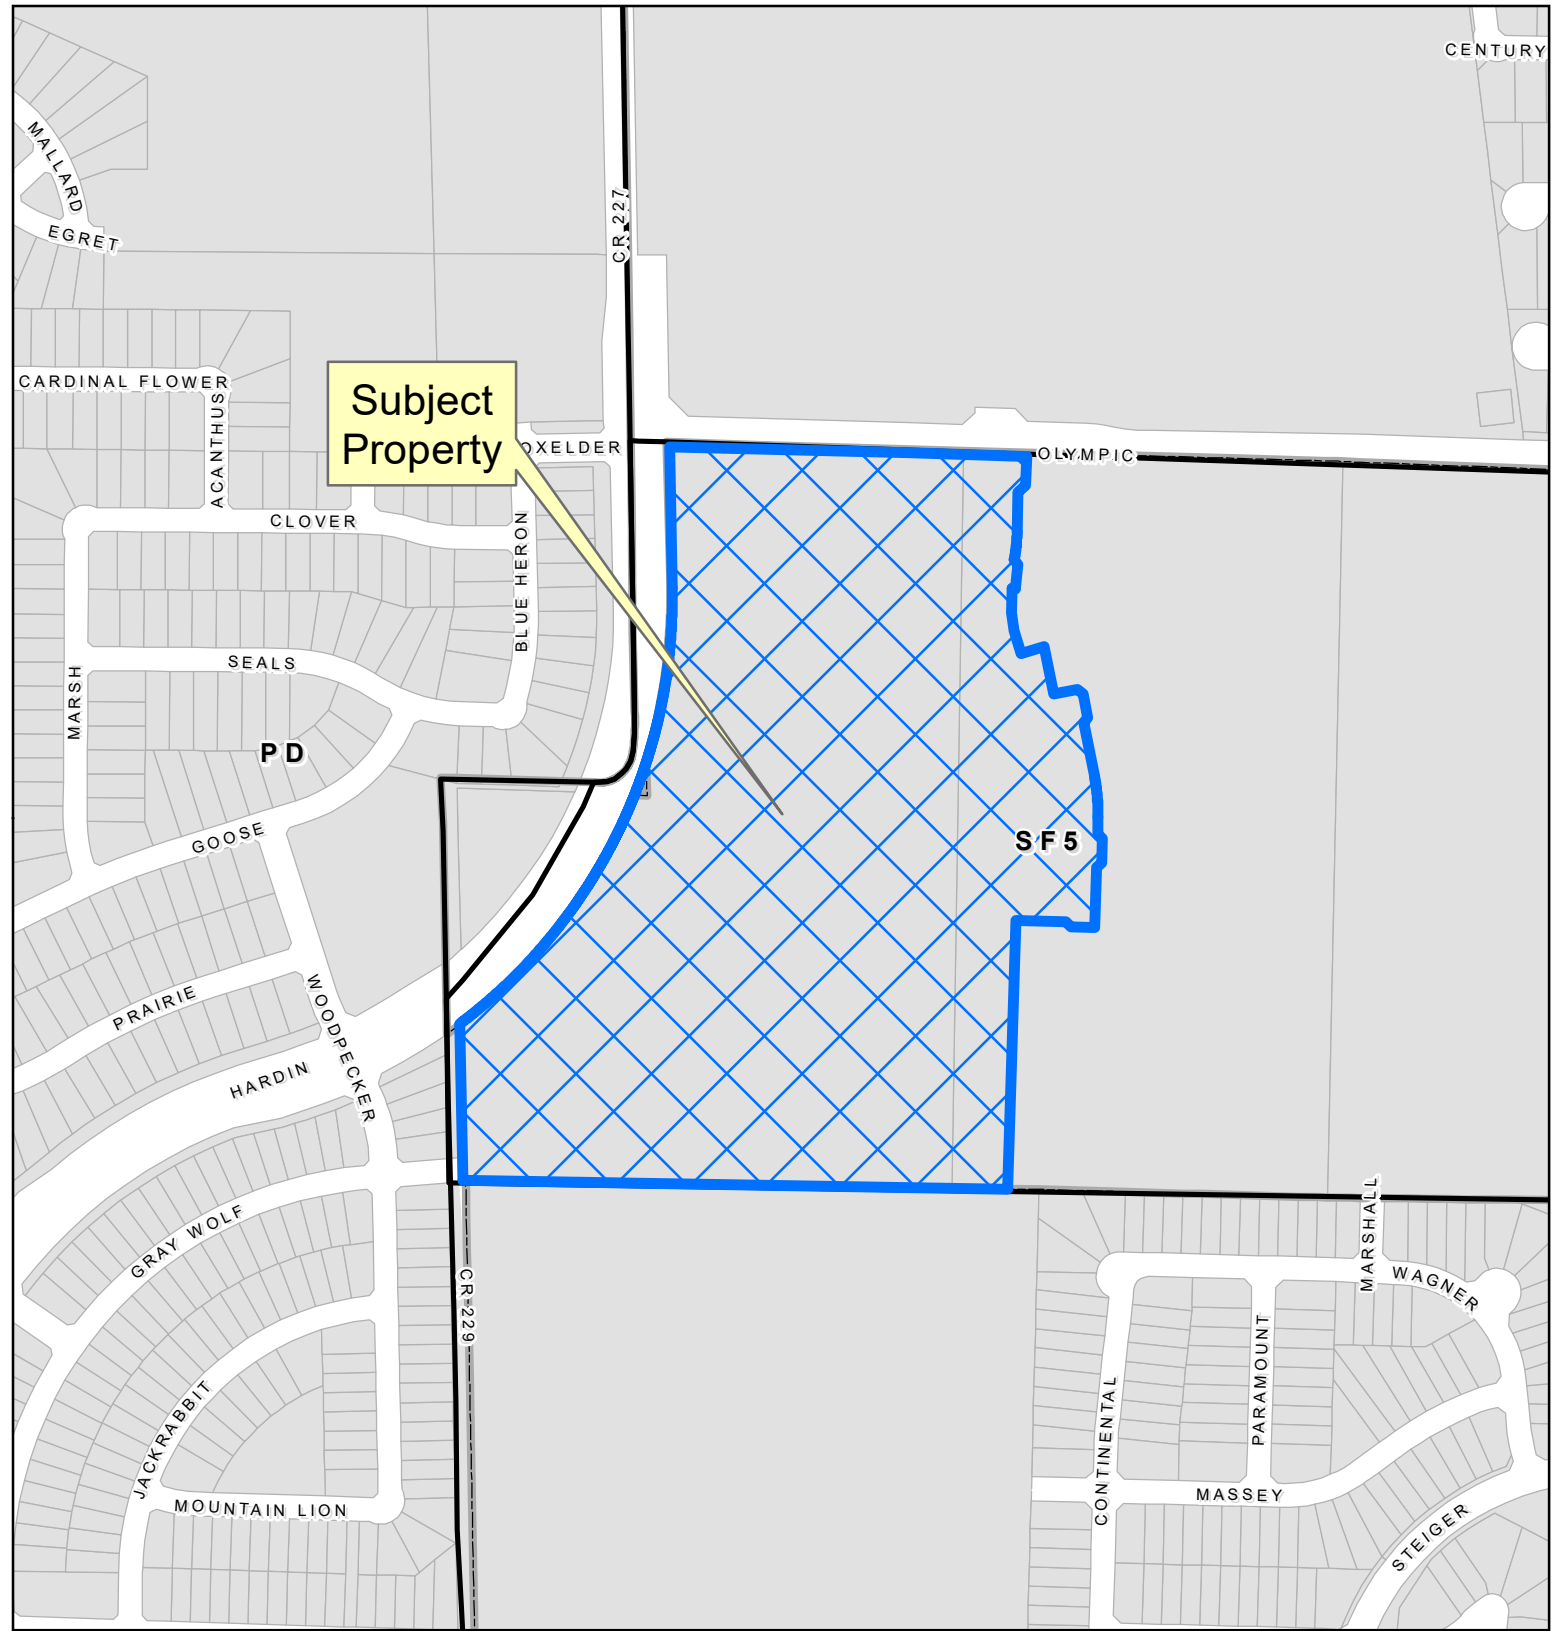 CENTURY
MALLARD
EGRET
CR 227
CARDINAL FLOWER
ACANTHUS
Subject
Property
OXELDER
OLYMPIC
CLOVER
BLUE HERON
SEALS
MARSH
PD
GOOSE
SF5
PRAIRIE
WOODPECKER
HARDIN
GRAY WOLF
CR 229
MARSHALL
WAGNER
PARAMOUNT
CONTINENTAL
JACKRABBIT
MOUNTAIN LION
MASSEY
STEIGER